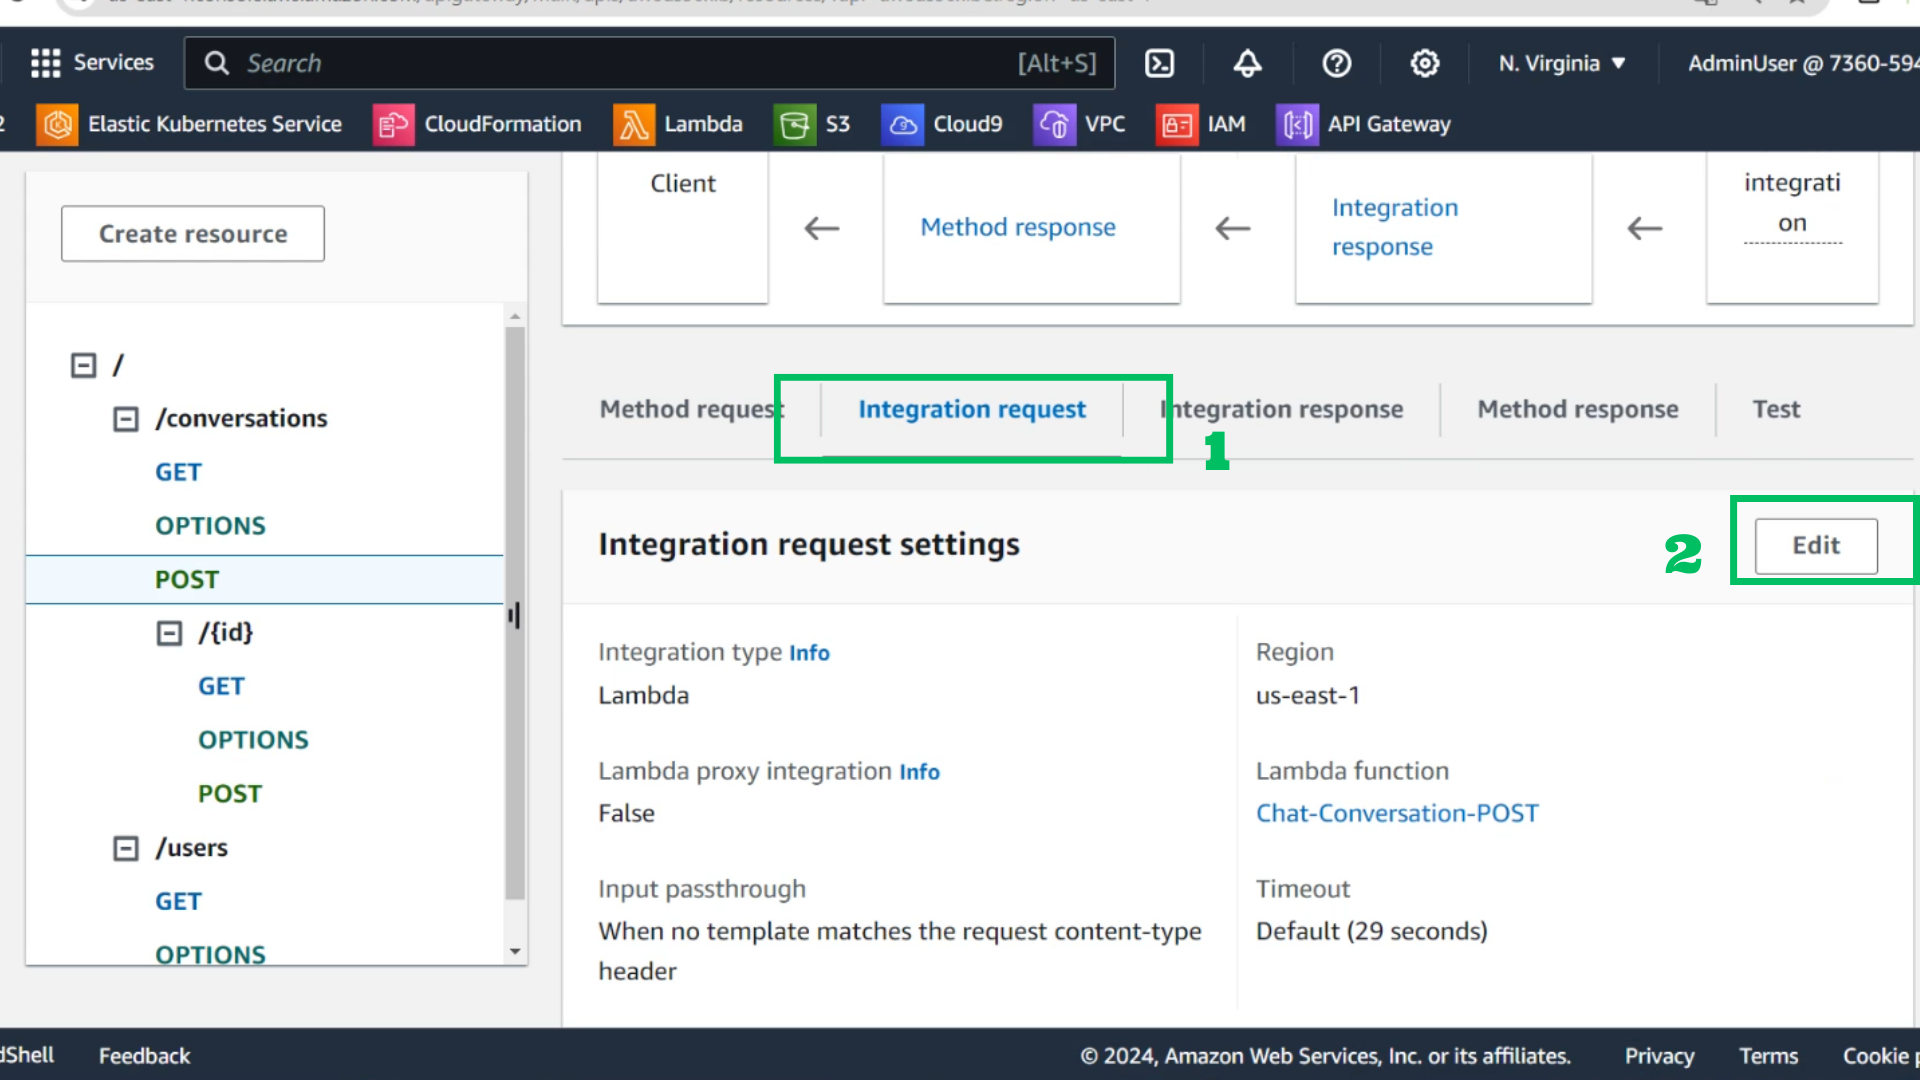 Services
Search
[Alt+S]
N. Virginia
AdminUser @ 7360-594
2
Elastic Kubernetes Service
CloudFormation
Lambda
S3
Cloud9
VPC
IAM
API Gateway
Create resource
/
/conversations
GET
OPTIONS
POST
/{id}
GET
OPTIONS
POST
/users
GET
OPTIONS
Client
Method response
Integration
response
integrati
on
Method request
Integration request
Integration response
Method response
Test
1
Integration request settings
2
Edit
Integration type Info
Lambda
Region
us-east-1
Lambda proxy integration Info
False
Lambda function
Chat-Conversation-POST
Input passthrough
When no template matches the request content-type
header
Timeout
Default (29 seconds)
dShell
Feedback
© 2024, Amazon Web Services, Inc. or its affiliates.
Privacy
Terms
Cookie p